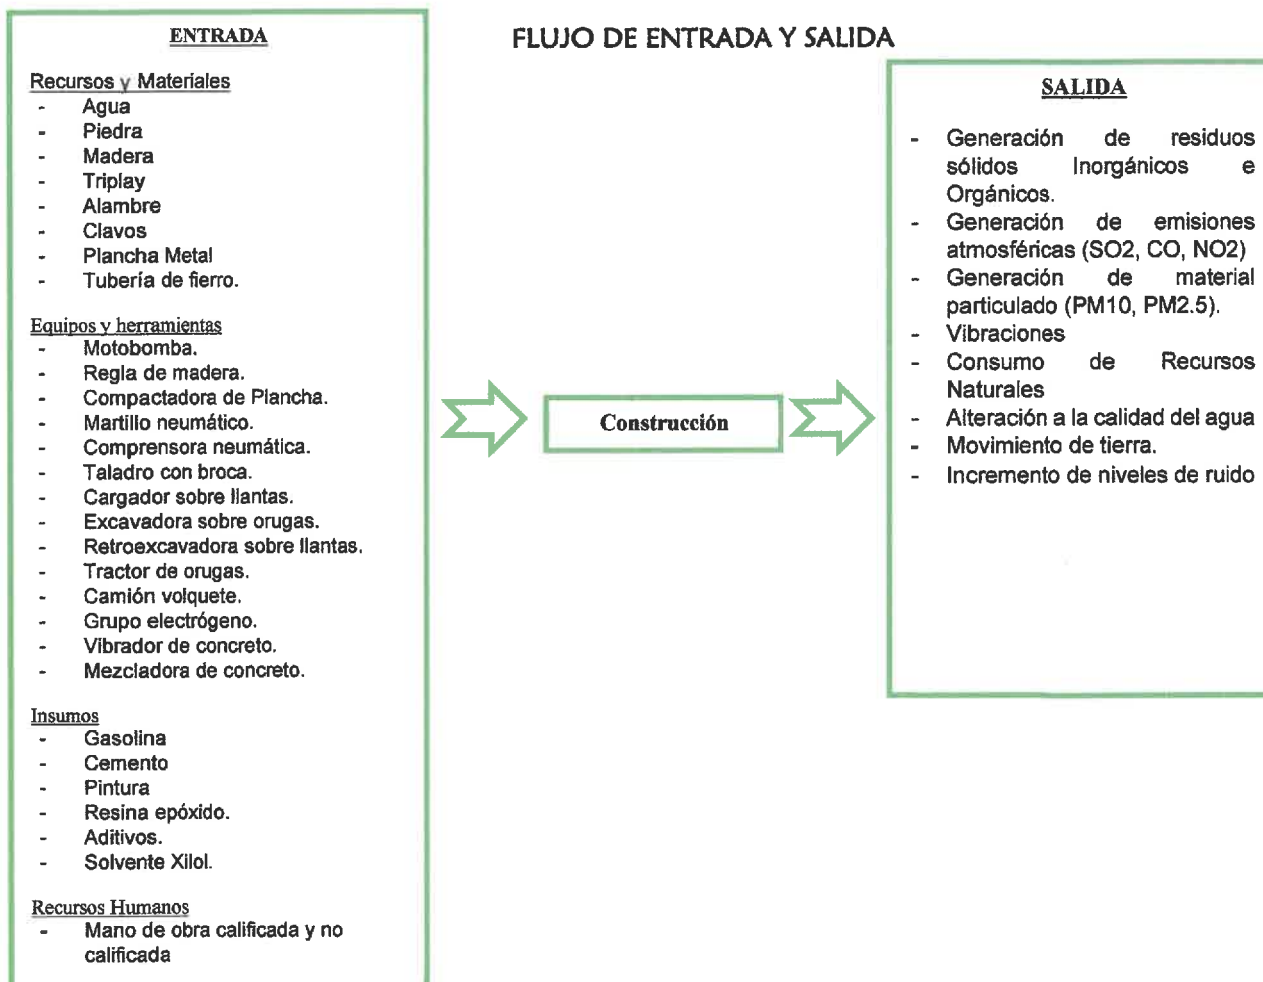 FLUJO DE ENTRADA Y SALIDA
ENTRADA
Recursos y Materiales
- Agua
- Piedra
- Madera
- Triplay
- Alambre
- Clavos
- Plancha Metal
- Tubería de fierro.
Equipos y herramientas
- Motobomba.
- Regla de madera.
- Compactadora de Plancha.
- Martillo neumático.
- Comprensora neumática.
- Taladro con broca.
- Cargador sobre llantas.
- Excavadora sobre orugas.
- Retroexcavadora sobre llantas.
- Tractor de orugas.
- Camión volquete.
- Grupo electrógeno.
- Vibrador de concreto.
- Mezcladora de concreto.
Insumos
- Gasolina
- Cemento
- Pintura
- Resina epóxido.
- Aditivos.
- Solvente Xilol.
Recursos Humanos
- Mano de obra calificada y no
calificada
Construcción
SALIDA
- Generación de residuos
sólidos Inorgánicos e
Orgánicos.
- Generación de emisiones
atmosféricas (SO2, CO, NO2)
- Generación de material
particulado (PM10, PM2.5).
- Vibraciones
- Consumo de Recursos
Naturales
- Alteración a la calidad del agua
- Movimiento de tierra.
- Incremento de niveles de ruido